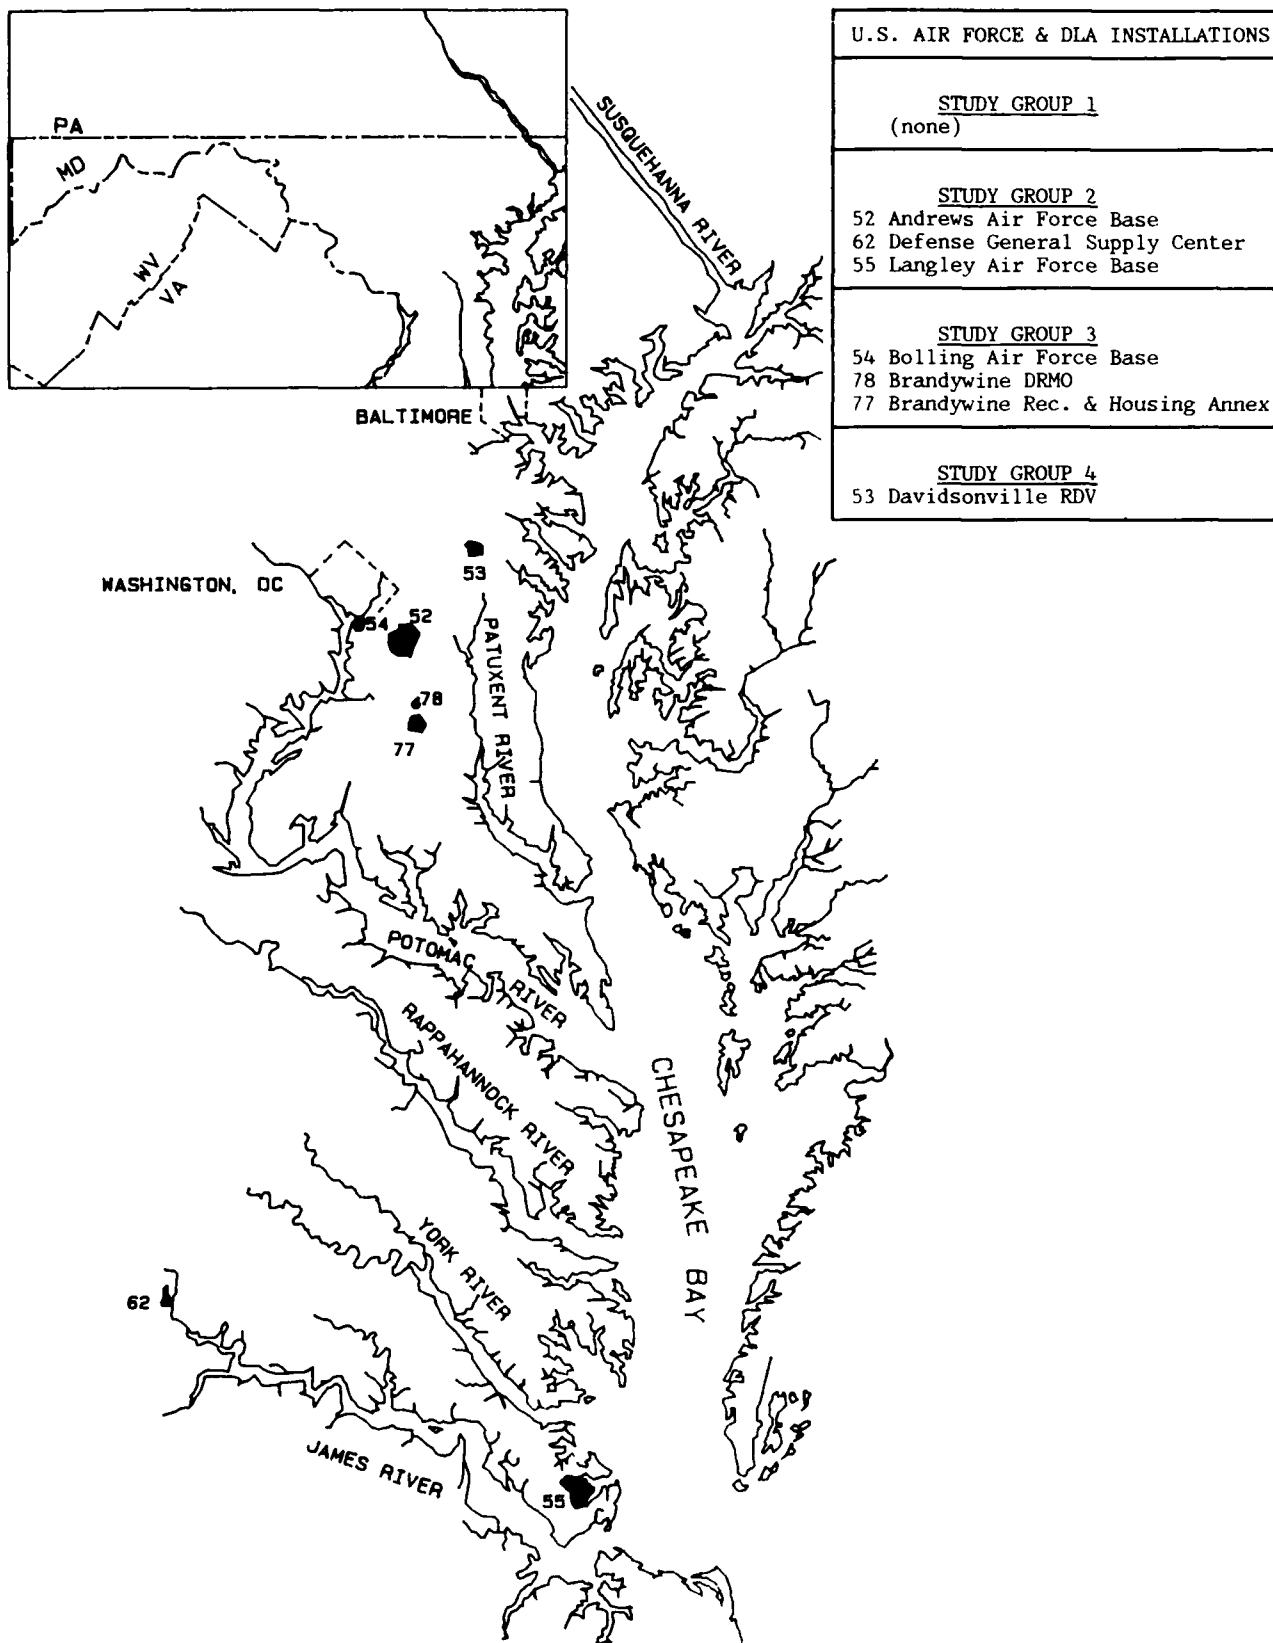 PA
MD
WV
VA
U.S. AIR FORCE & DLA INSTALLATIONS
STUDY GROUP 1
(none)
STUDY GROUP 2
52 Andrews Air Force Base
62 Defense General Supply Center
55 Langley Air Force Base
STUDY GROUP 3
54 Bolling Air Force Base
78 Brandywine DRMO
77 Brandywine Rec. & Housing Annex
STUDY GROUP 4
53 Davidsonville RDV
SUSQUEHANNA RIVER
BALTIMORE
WASHINGTON, DC
53
54
52
78
77
PATUXENT RIVER
POTOMAC RIVER
RAPPAHANNOCK RIVER
CHESAPEAKE BAY
YORK RIVER
62
JAMES RIVER
55